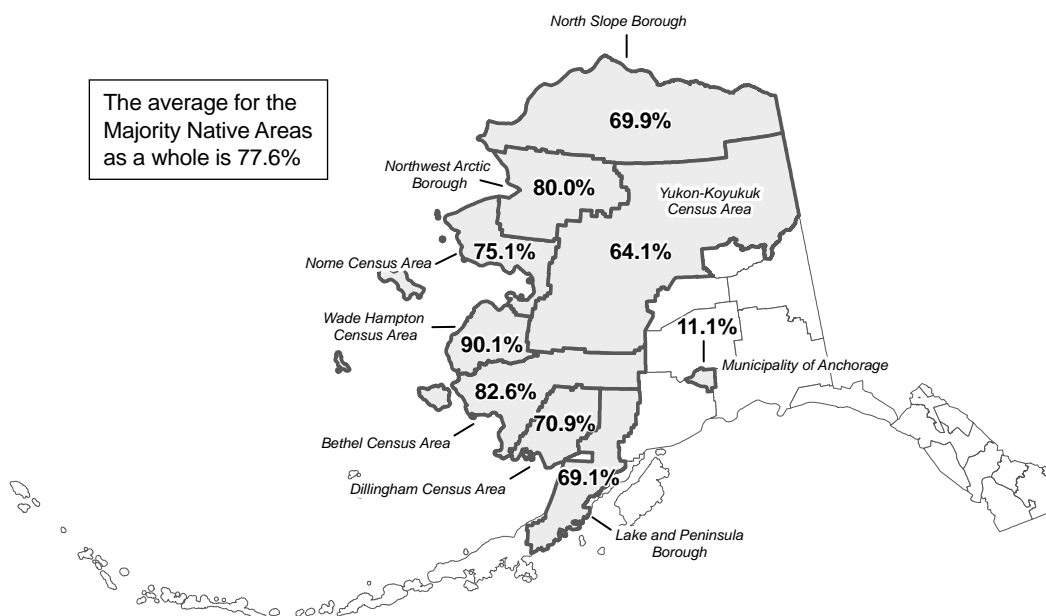 North Slope Borough
The average for the
Majority Native Areas
as a whole is 77.6%
69.9%
Northwest Arctic
Borough
80.0%
Yukon-Koyukuk
Census Area
75.1%
64.1%
Nome Census Area
Wade Hampton
Census Area
90.1%
11.1%
Municipality of Anchorage
82.6%
70.9%
Bethel Census Area
69.1%
Dillingham Census Area
Lake and Peninsula
Borough